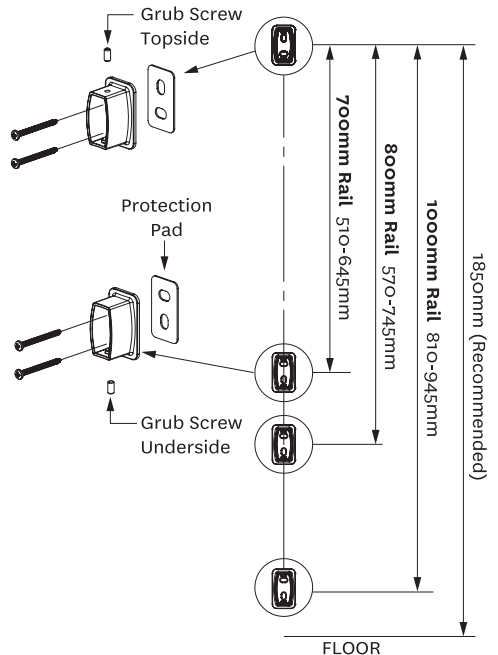 Grub Screw
Topside
Protection
Pad
Grub Screw
Underside
700mm Rail 510-645mm
800mm Rail 570-745mm
1000mm Rail 810-945mm
1850mm (Recommended)
FLOOR